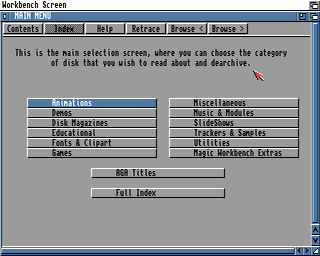 Workbench Screen
MAIN MENU
Contents Index Help Retrace Browse < Browse >
This is the main selection screen, where you can choose the category
of disk that you wish to read about and dearchive.
Animations Miscellaneous
Demos Music & Modules
Disk Magazines SlideShows
Educational Trackers & Samples
Fonts & Clipart Utilities
Games Magic Workbench Extras
AGA Titles
Full Index